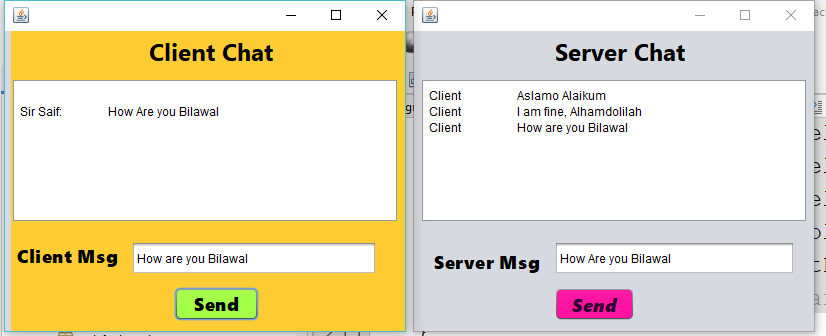 Client Chat
Sir Saif: How Are you Bilawal
Client Msg
How are you Bilawal
Send
Server Chat
Client Aslamo Alaikum
Client I am fine, Alhamdolilah
Client How are you Bilawal
Server Msg
How Are you Bilawal
Send